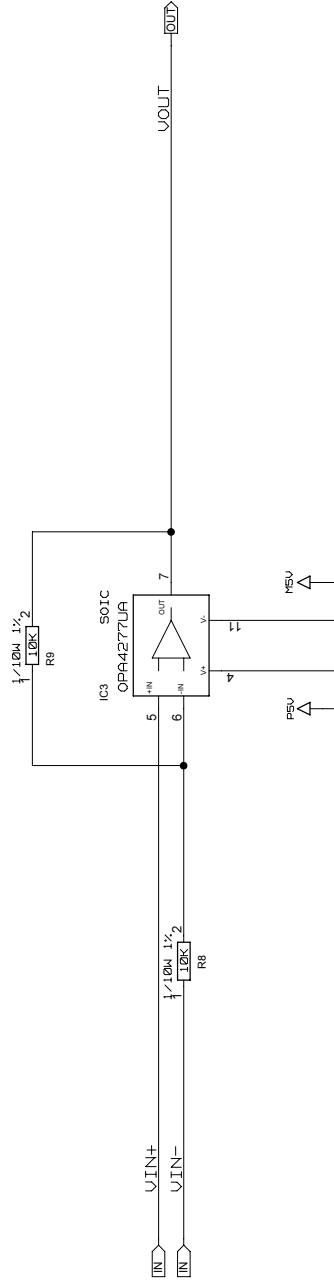 OUT
VOUT
1/10W 1%
1
10K
2
R9
SOIC
OPA4277UA
IC3
+IN
-IN
OUT
V+
V-
5
6
7
4
11
P5V
M5V
1/10W 1%
1
10K
2
R8
VIN+
VIN-
IN
IN